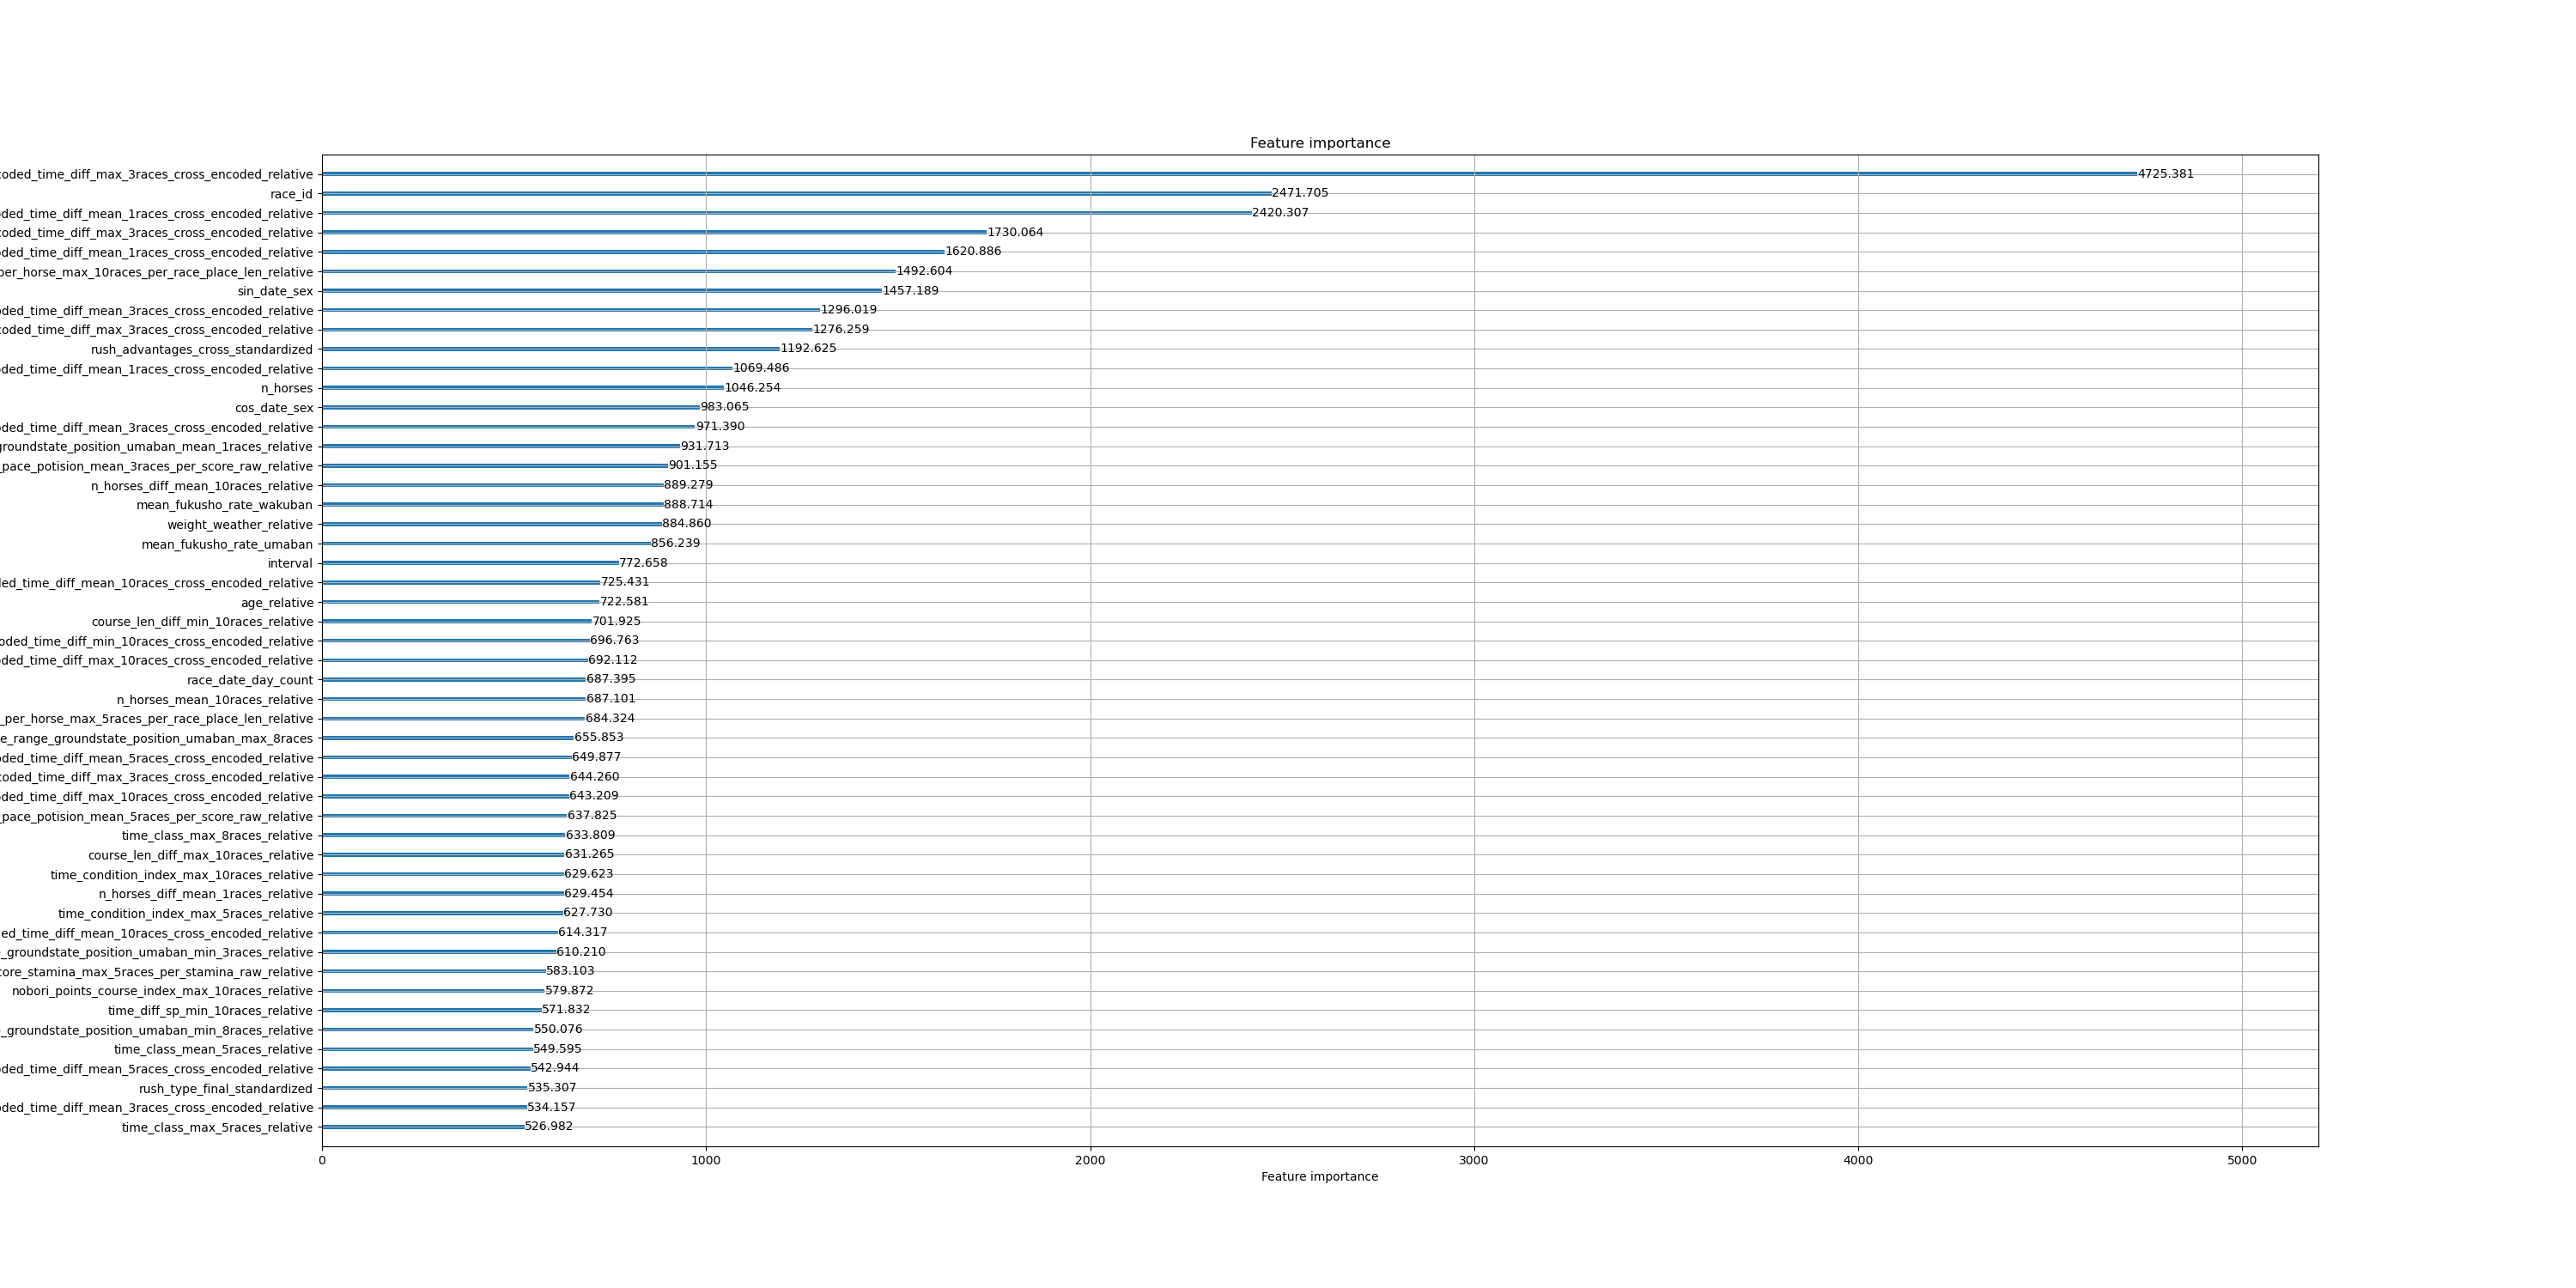 Feature importance
coded_time_diff_max_3races_cross_encoded_relative 4725.381
race_id 2471.705
ded_time_diff_mean_1races_cross_encoded_relative 2420.307
coded_time_diff_max_3races_cross_encoded_relative 1730.064
ded_time_diff_mean_1races_cross_encoded_relative 1620.886
per_horse_max_10races_per_race_place_len_relative 1492.604
sin_date_sex 1457.189
ded_time_diff_mean_3races_cross_encoded_relative 1296.019
coded_time_diff_max_3races_cross_encoded_relative 1276.259
rush_advantages_cross_standardized 1192.625
ded_time_diff_mean_1races_cross_encoded_relative 1069.486
n_horses 1046.254
cos_date_sex 983.065
ded_time_diff_mean_3races_cross_encoded_relative 971.390
groundstate_position_umaban_mean_1races_relative 931.713
_pace_potision_mean_3races_per_score_raw_relative 901.155
n_horses_diff_mean_10races_relative 889.279
mean_fukusho_rate_wakuban 888.714
weight_weather_relative 884.860
mean_fukusho_rate_umaban 856.239
interval 772.658
led_time_diff_mean_10races_cross_encoded_relative 725.431
age_relative 722.581
course_len_diff_min_10races_relative 701.925
oded_time_diff_min_10races_cross_encoded_relative 696.763
ded_time_diff_max_10races_cross_encoded_relative 692.112
race_date_day_count 687.395
n_horses_mean_10races_relative 687.101
_per_horse_max_5races_per_race_place_len_relative 684.324
e_range_groundstate_position_umaban_max_8races 655.853
ded_time_diff_mean_5races_cross_encoded_relative 649.877
coded_time_diff_max_3races_cross_encoded_relative 644.260
ded_time_diff_max_10races_cross_encoded_relative 643.209
_pace_potision_mean_5races_per_score_raw_relative 637.825
time_class_max_8races_relative 633.809
course_len_diff_max_10races_relative 631.265
time_condition_index_max_10races_relative 629.623
n_horses_diff_mean_1races_relative 629.454
time_condition_index_max_5races_relative 627.730
ed_time_diff_mean_10races_cross_encoded_relative 614.317
_groundstate_position_umaban_min_3races_relative 610.210
core_stamina_max_5races_per_stamina_raw_relative 583.103
nobori_points_course_index_max_10races_relative 579.872
time_diff_sp_min_10races_relative 571.832
_groundstate_position_umaban_min_8races_relative 550.076
time_class_mean_5races_relative 549.595
ded_time_diff_mean_5races_cross_encoded_relative 542.944
rush_type_final_standardized 535.307
ded_time_diff_mean_3races_cross_encoded_relative 534.157
time_class_max_5races_relative 526.982
0 1000 2000 3000 4000 5000
Feature importance